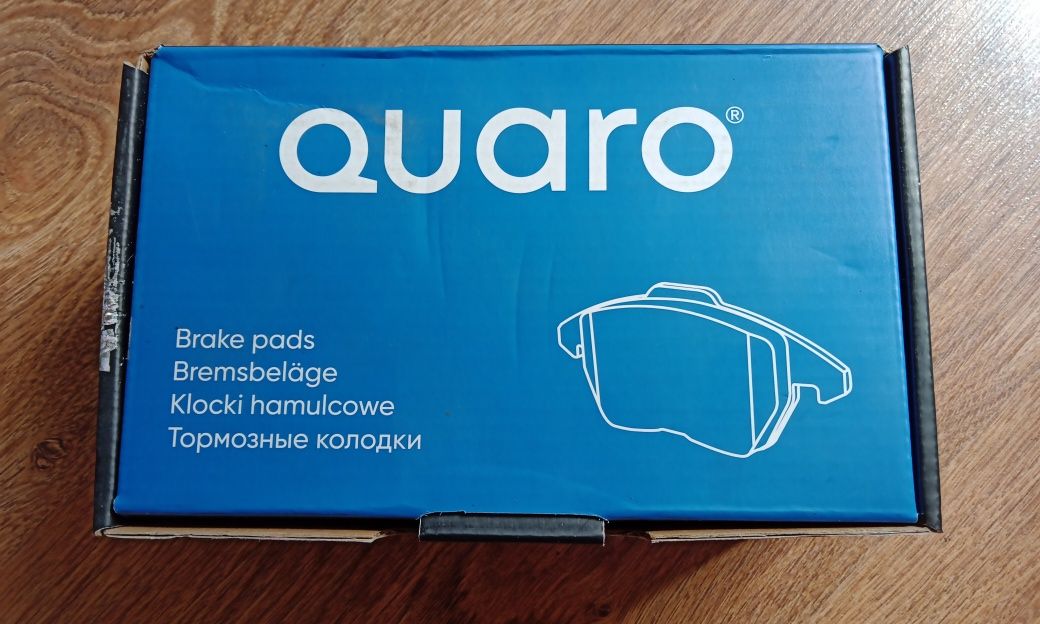 Quaro®
Brake pads
Bremsbeläge
Klocki hamulcowe
Тормозные колодки